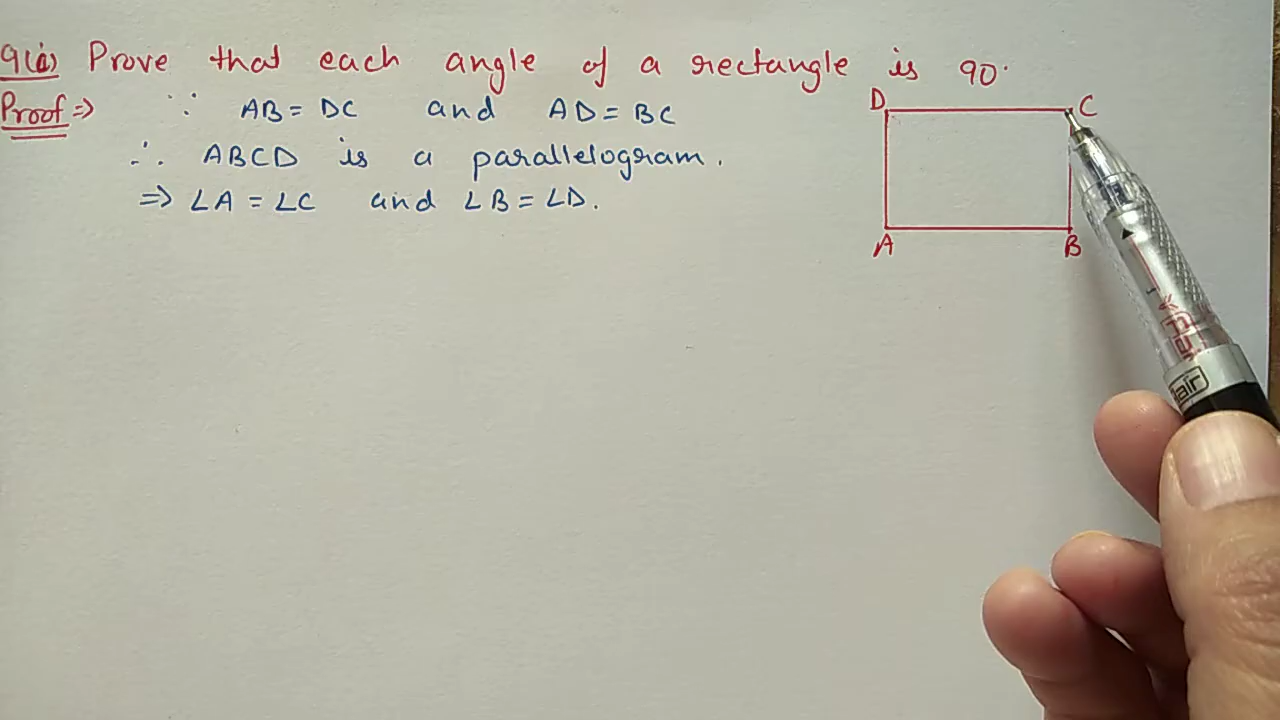 9(i) Prove that each angle of a rectangle is 90°
Proof ⇒ ∵ AB = DC and AD = BC
∴ ABCD is a parallelogram.
⇒ ∠A = ∠C and ∠B = ∠D.
D C
A B